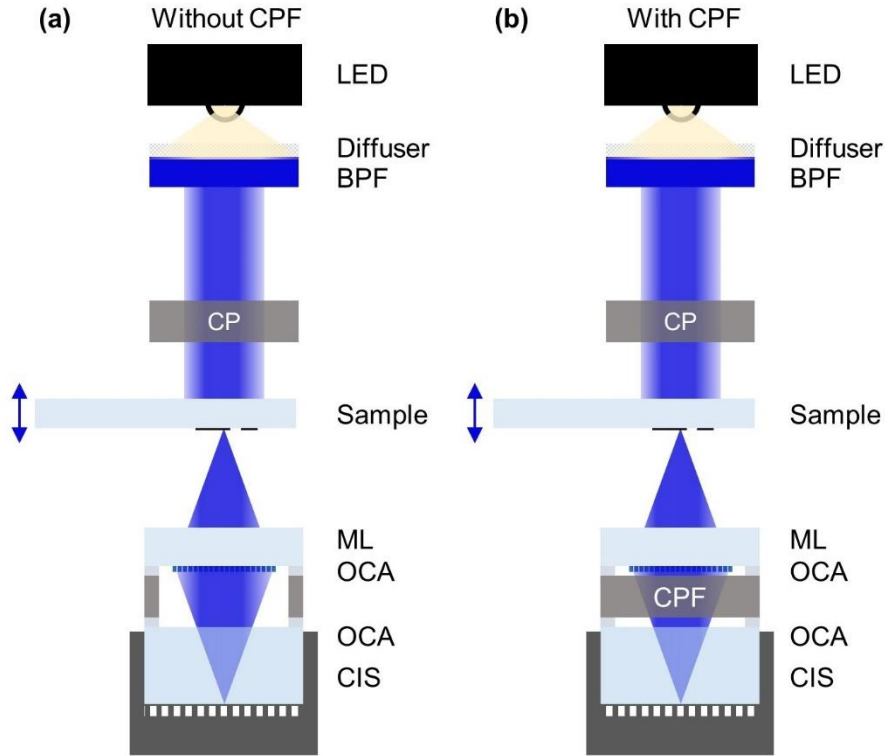 (a)
Without CPF
LED
Diffuser
BPF
CP
Sample
ML
OCA
OCA
CIS
(b)
With CPF
LED
Diffuser
BPF
CP
Sample
ML
OCA
CPF
OCA
CIS